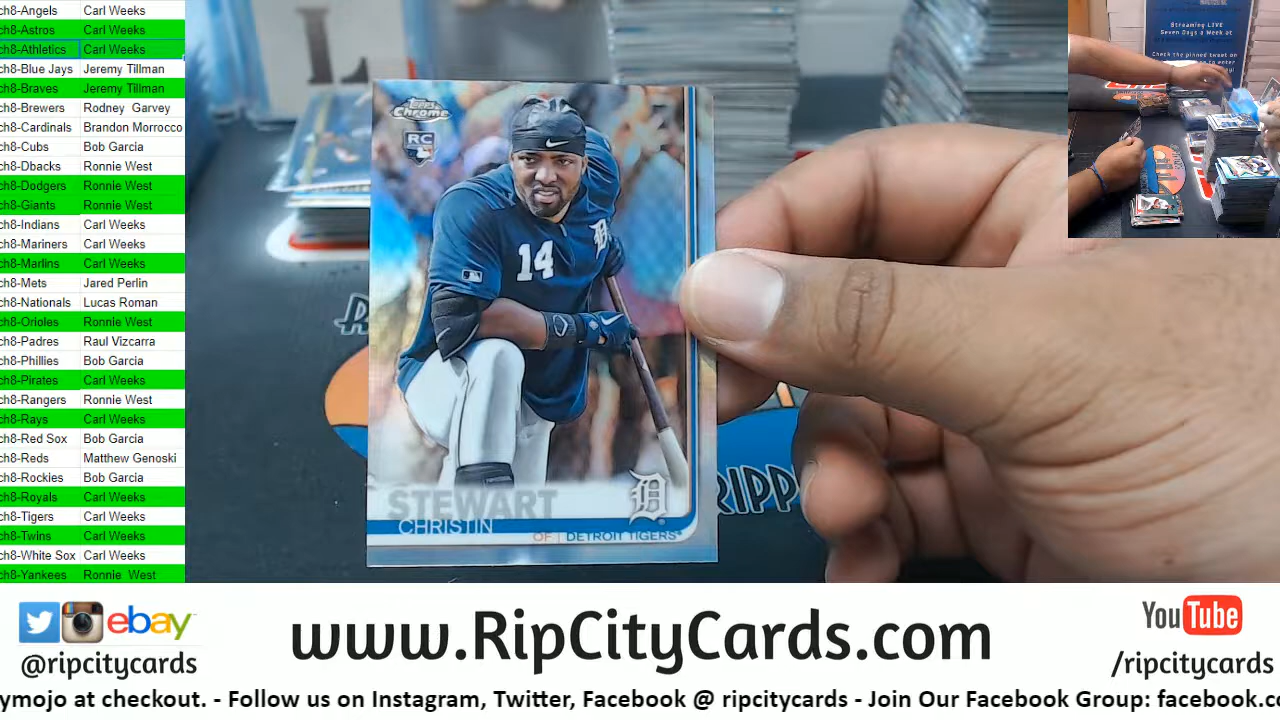 ch8-Angels Carl Weeks
ch8-Astros Carl Weeks
ch8-Athletics Carl Weeks
ch8-Blue Jays Jeremy Tillman
ch8-Braves Jeremy Tillman
ch8-Brewers Rodney Garvey
ch8-Cardinals Brandon Morrocco
ch8-Cubs Bob Garcia
ch8-Dbacks Ronnie West
ch8-Dodgers Ronnie West
ch8-Giants Ronnie West
ch8-Indians Carl Weeks
ch8-Mariners Carl Weeks
ch8-Marlins Carl Weeks
ch8-Mets Jared Perlin
ch8-Nationals Lucas Roman
ch8-Orioles Ronnie West
ch8-Padres Raul Vizcarra
ch8-Phillies Bob Garcia
ch8-Pirates Carl Weeks
ch8-Rangers Ronnie West
ch8-Rays Carl Weeks
ch8-Red Sox Bob Garcia
ch8-Reds Matthew Genoski
ch8-Rockies Bob Garcia
ch8-Royals Carl Weeks
ch8-Tigers Carl Weeks
ch8-Twins Carl Weeks
ch8-White Sox Carl Weeks
ch8-Yankees Ronnie West
Topps
Chrome
RC
14
STEWART
CHRISTIN
OF | DETROIT TIGERS
RIPP
Streaming LIVE
Seven Days a Week at
Check the pinned tweet on
ebay
@ripcitycards
www.RipCityCards.com
YouTube
/ripcitycards
ymojo at checkout. - Follow us on Instagram, Twitter, Facebook @ ripcitycards - Join Our Facebook Group: facebook.c